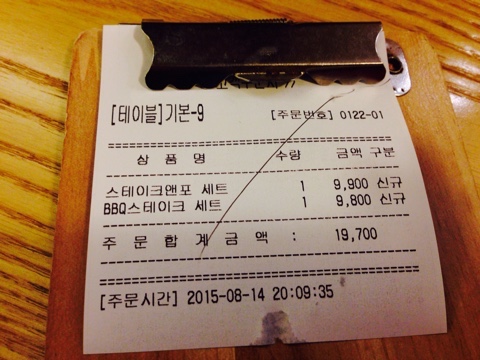 [테이블]기본-9 [주문번호] 0122-01
상 품 명 수량 금액 구분
스테이크앤포 세트 1 9,900 신규
BBQ스테이크 세트 1 9,800 신규
주 문 합 계 금 액 : 19,700
[주문시간] 2015-08-14 20:09:35